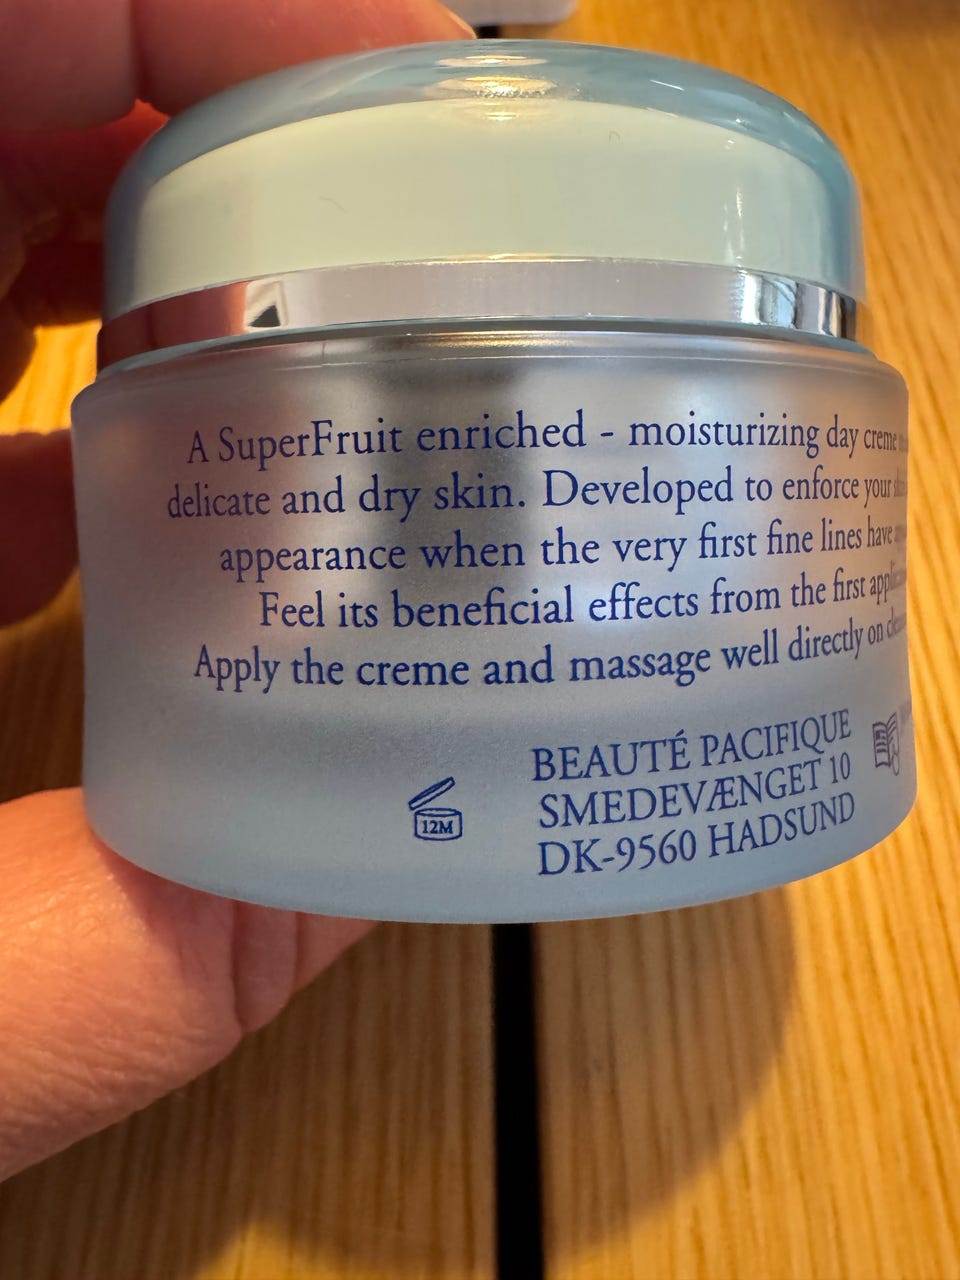 A SuperFruit enriched - moisturizing day creme
delicate and dry skin. Developed to enforce your
appearance when the very first fine lines have
Feel its beneficial effects from the first
Apply the creme and massage well directly on
12M
BEAUTÉ PACIFIQUE
SMEDEVÆNGET 10
DK-9560 HADSUND